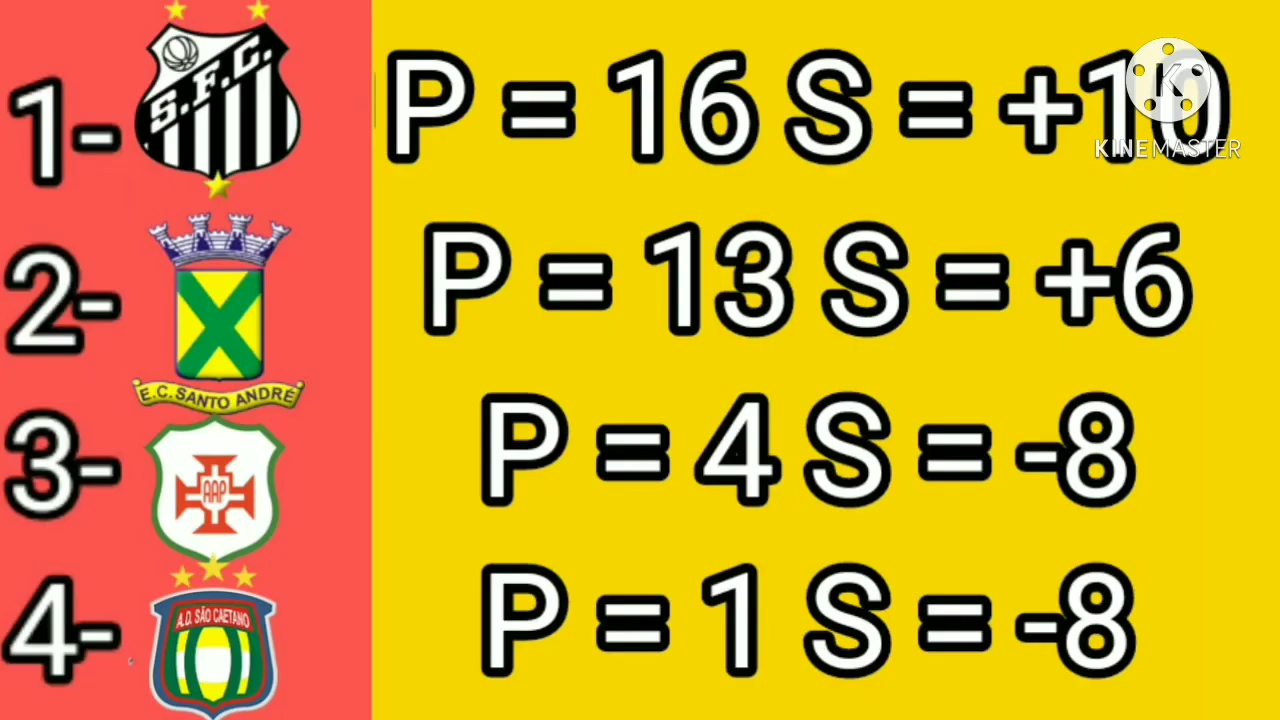 1- S.F.C. P = 16 S = +10
KINEMASTER
2- P = 13 S = +6
E.C. SANTO ANDRÉ
3- AAP P = 4 S = -8
4- A.D. SÃO CAETANO P = 1 S = -8